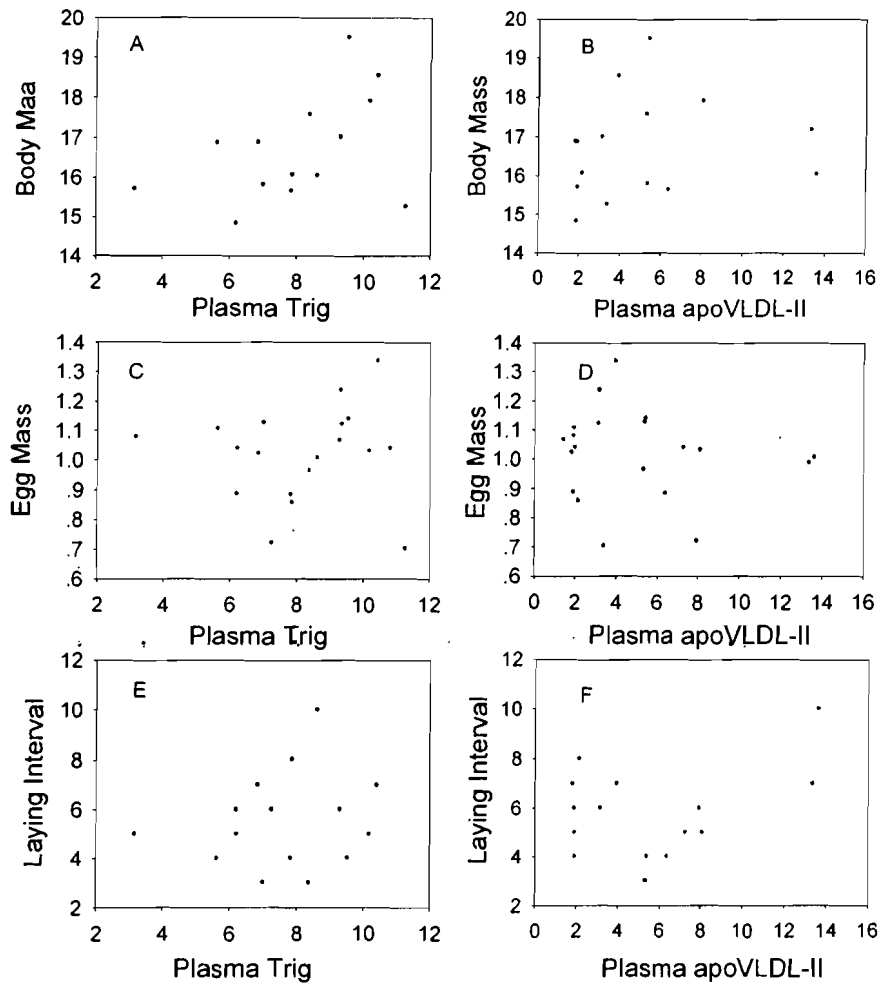 A
20
19
18
17
16
15
14
Body Maa
2 4 6 8 10 12
Plasma Trig
B
20
19
18
17
16
15
14
Body Mass
0 2 4 6 8 10 12 14 16
Plasma apoVLDL-II
C
1.4
1.3
1.2
1.1
1.0
.9
.8
.7
.6
Egg Mass
2 4 6 8 10 12
Plasma Trig
D
1.4
1.3
1.2
1.1
1.0
.9
.8
.7
.6
Egg Mass
0 2 4 6 8 10 12 14 16
Plasma apoVLDL-II
E
12
10
8
6
4
2
Laying Interval
2 4 6 8 10 12
Plasma Trig
F
12
10
8
6
4
2
Laying Interval
0 2 4 6 8 10 12 14 16
Plasma apoVLDL-II